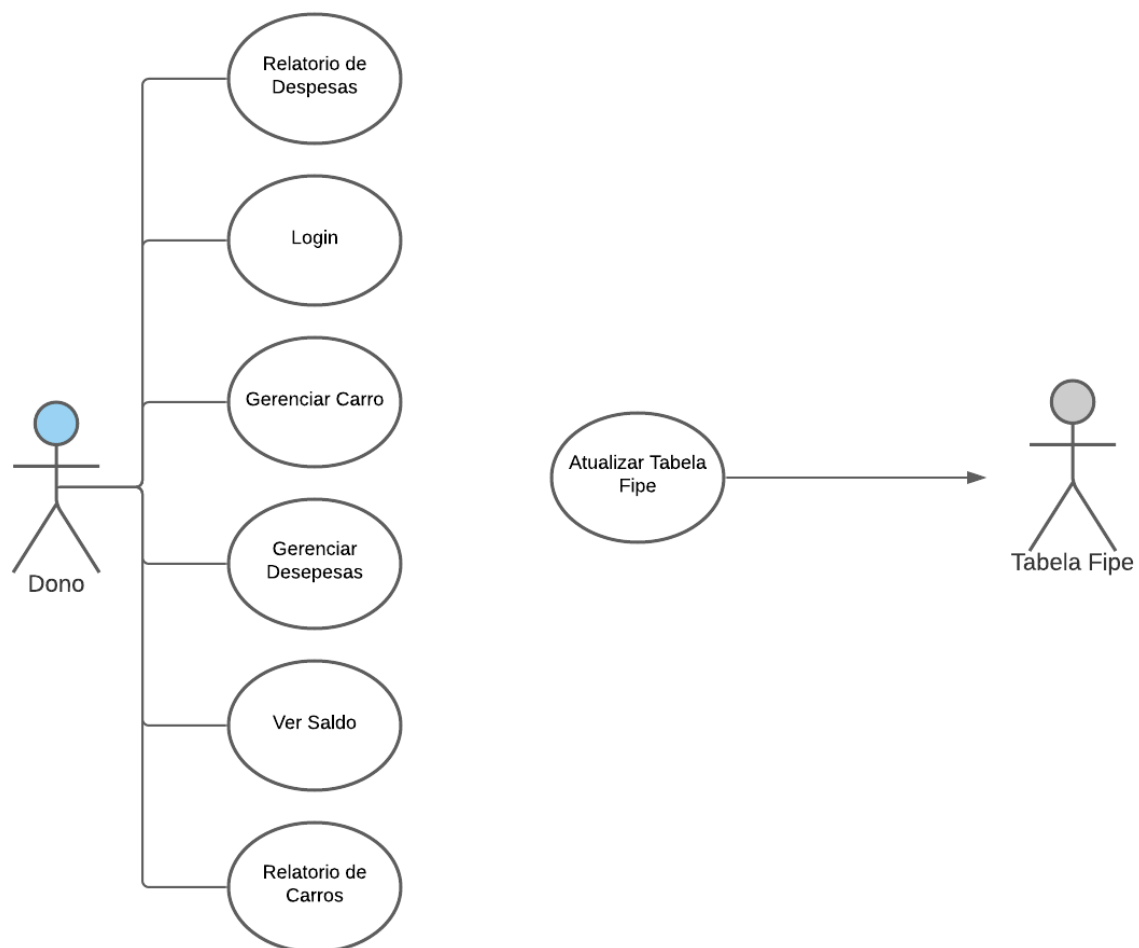 Relatorio de
Despesas
Login
Gerenciar Carro
Gerenciar
Desepesas
Ver Saldo
Relatorio de
Carros
Dono
Atualizar Tabela
Fipe
Tabela Fipe